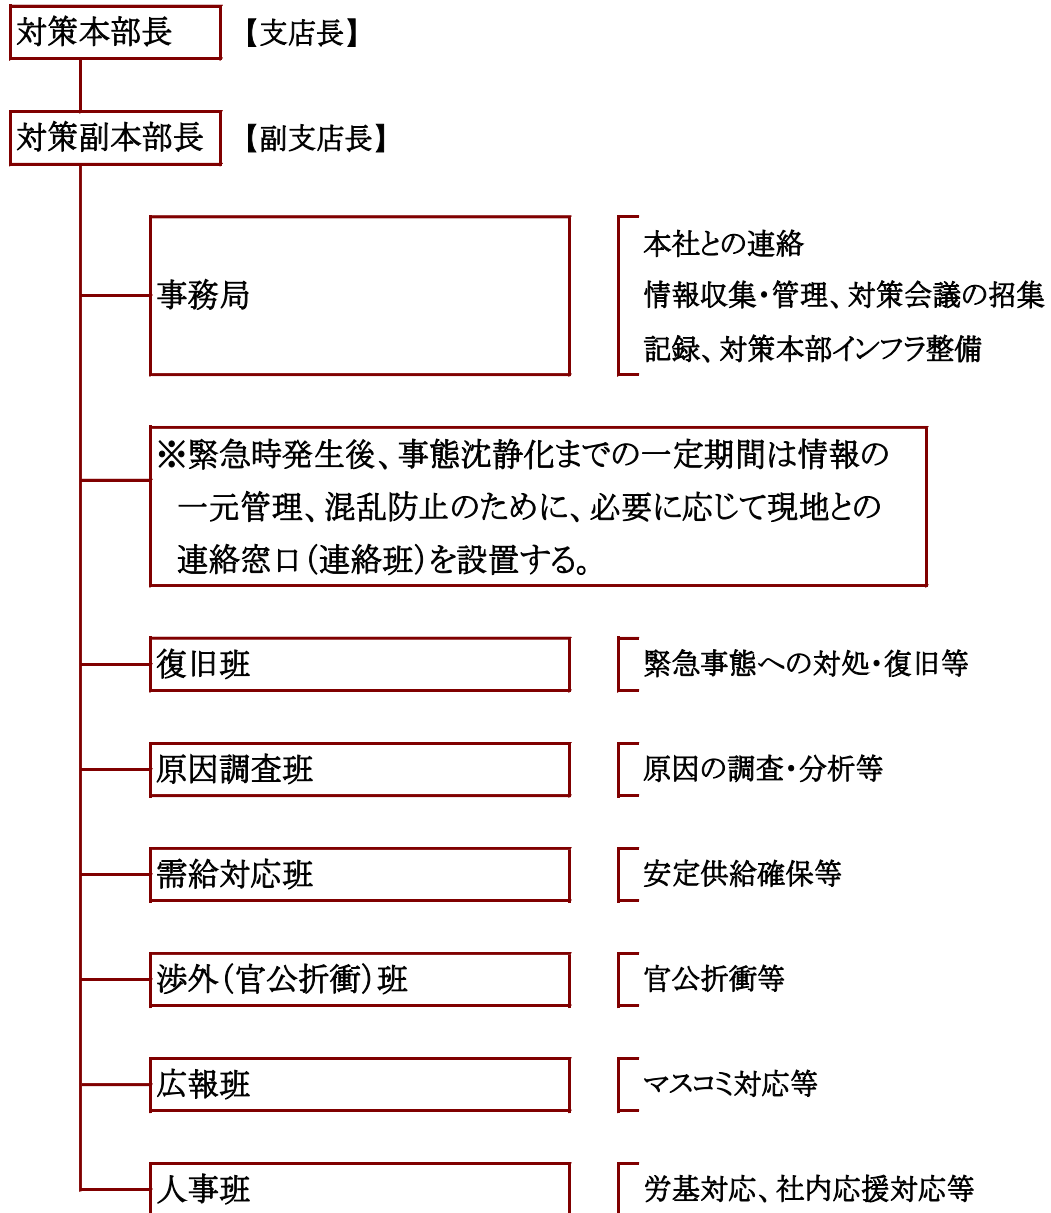 対策本部長 【支店長】
対策副本部長 【副支店長】
本社との連絡
事務局 情報収集・管理、対策会議の招集
記録、対策本部インフラ整備
※緊急時発生後、事態沈静化までの一定期間は情報の
一元管理、混乱防止のために、必要に応じて現地との
連絡窓口（連絡班）を設置する。
復旧班 緊急事態への対処・復旧等
原因調査班 原因の調査・分析等
需給対応班 安定供給確保等
渉外（官公折衝）班 官公折衝等
広報班 マスコミ対応等
人事班 労基対応、社内応援対応等